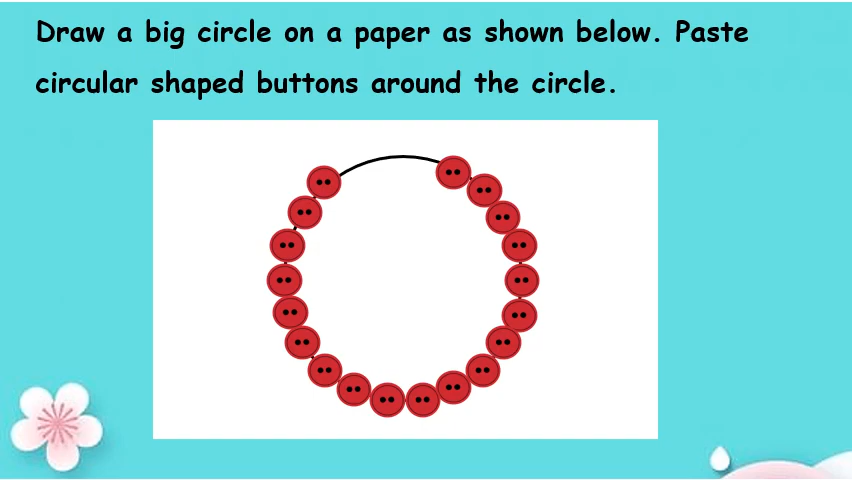 Draw a big circle on a paper as shown below. Paste
circular shaped buttons around the circle.